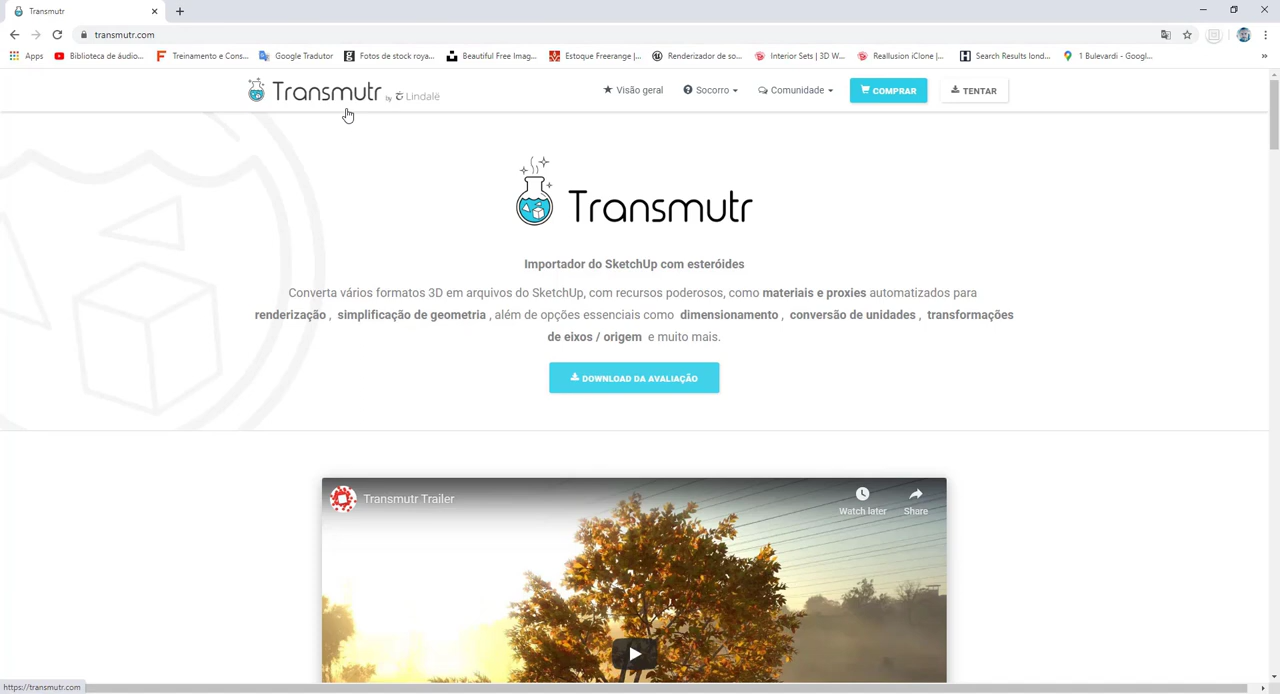 Transmutr
transmutr.com
Apps
Biblioteca de áudio...
Treinamento e Cons...
Google Tradutor
Fotos de stock roya...
Beautiful Free Imag...
Estoque Freerange |...
Renderizador de so...
Interior Sets | 3D W...
Reallusion iClone |...
Search Results lond...
1 Bulevardi - Googl...
Transmutr by Lindalë
Visão geral
Socorro
Comunidade
COMPRAR
TENTAR
Transmutr
Importador do SketchUp com esteróides
Converta vários formatos 3D em arquivos do SketchUp, com recursos poderosos, como materiais e proxies automatizados para
renderização , simplificação de geometria , além de opções essenciais como dimensionamento , conversão de unidades , transformações
de eixos / origem e muito mais.
DOWNLOAD DA AVALIAÇÃO
Transmutr Trailer
Watch later
Share
https://transmutr.com